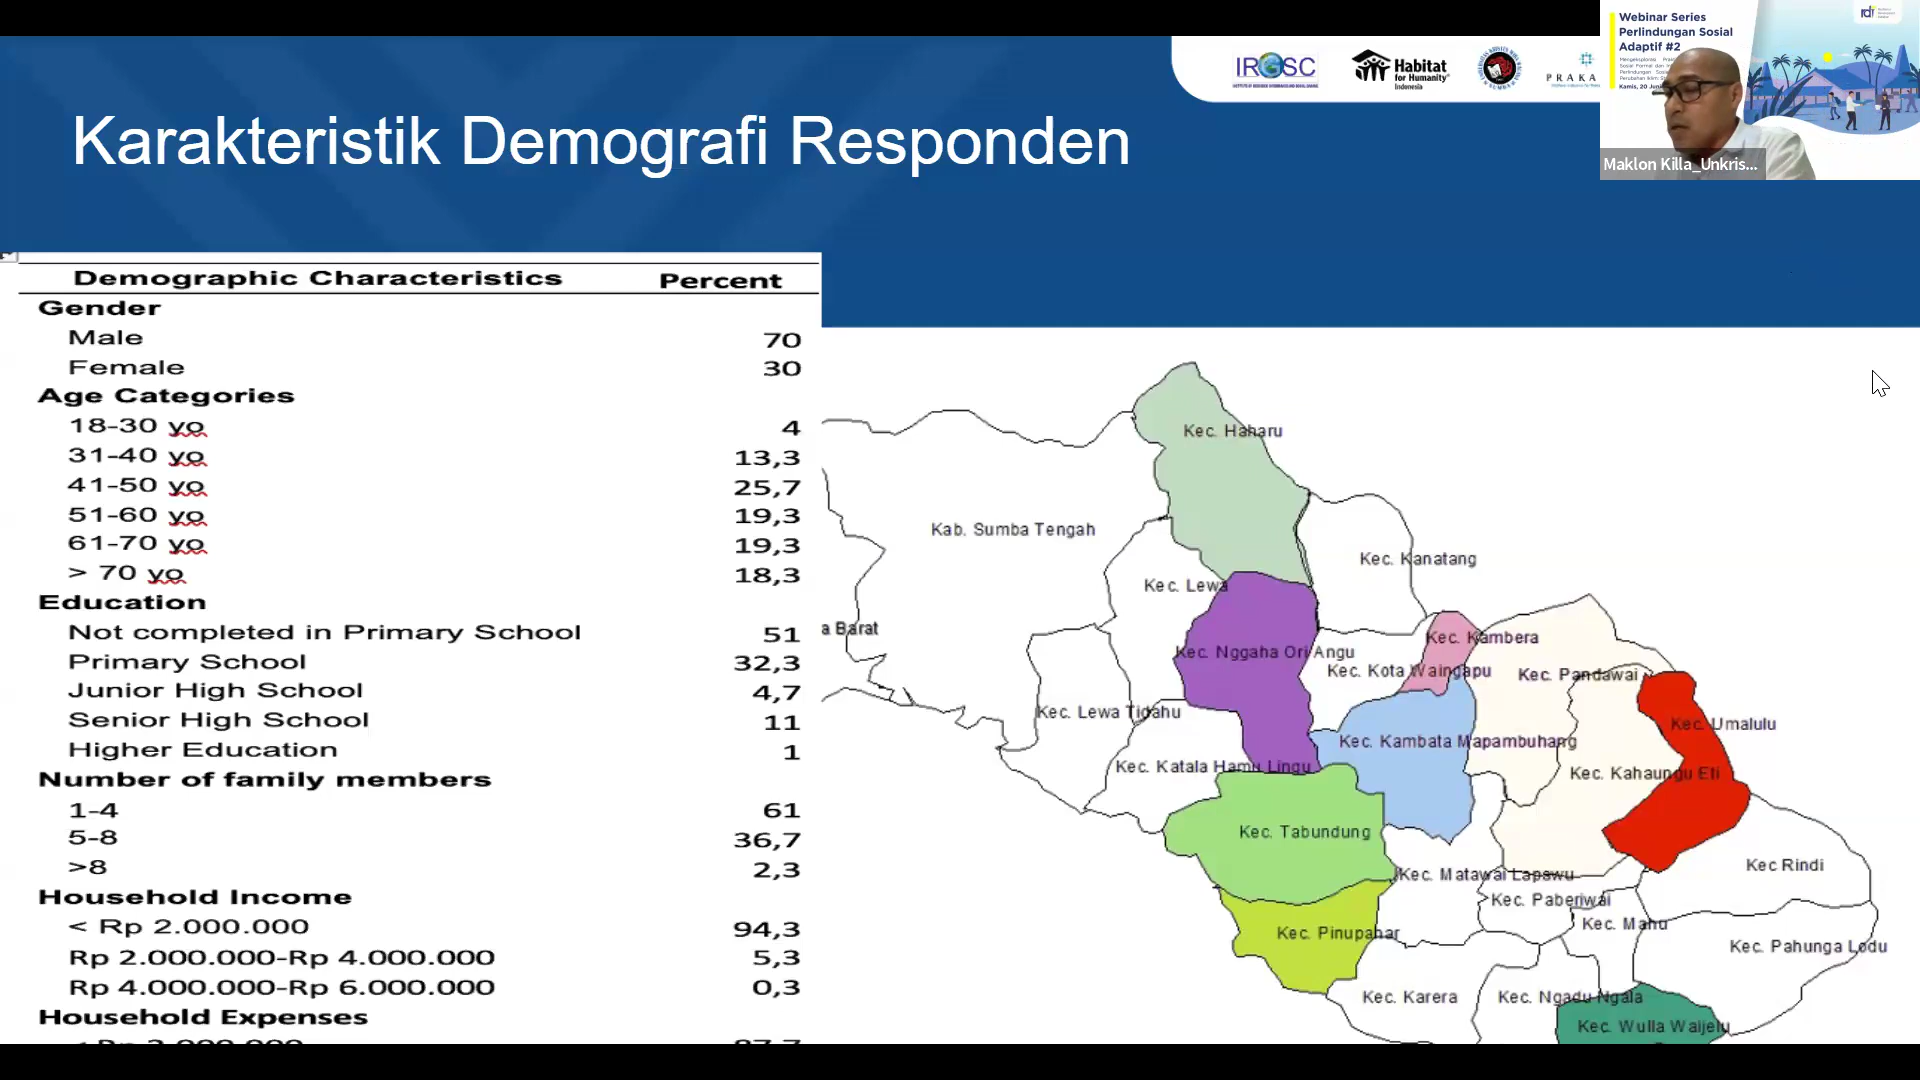 Karakteristik Demografi Responden
IRGSC
Habitat
for Humanity
Indonesia
PRAKA
Webinar Series
Perlindungan Sosial
Adaptif #2
rdi
Maklon Killa_Unkris...
Demographic Characteristics Percent
Gender
Male 70
Female 30
Age Categories
18-30 yo 4
31-40 yo 13,3
41-50 yo 25,7
51-60 yo 19,3
61-70 yo 19,3
> 70 yo 18,3
Education
Not completed in Primary School 51
Primary School 32,3
Junior High School 4,7
Senior High School 11
Higher Education 1
Number of family members
1-4 61
5-8 36,7
>8 2,3
Household Income
< Rp 2.000.000 94,3
Rp 2.000.000-Rp 4.000.000 5,3
Rp 4.000.000-Rp 6.000.000 0,3
Household Expenses
Kec. Haharu
Kab. Sumba Tengah
Kec. Kanatang
Kec. Lewa
a Barat
Kec. Kambera
Kec. Nggaha Ori Angu
Kec. Kota Waingapu
Kec. Pandawai
Kec. Lewa Tidahu
Kec. Umalulu
Kec. Kambata Mapambuhang
Kec. Katala Hamu Lingu
Kec. Kahaungu Eti
Kec. Tabundung
Kec Rindi
Kec. Matawai Lapawu
Kec. Paberiwai
Kec. Mahu
Kec. Pinupahar
Kec. Pahunga Lodu
Kec. Karera
Kec. Ngadu Ngala
Kec. Wulla Waijelu